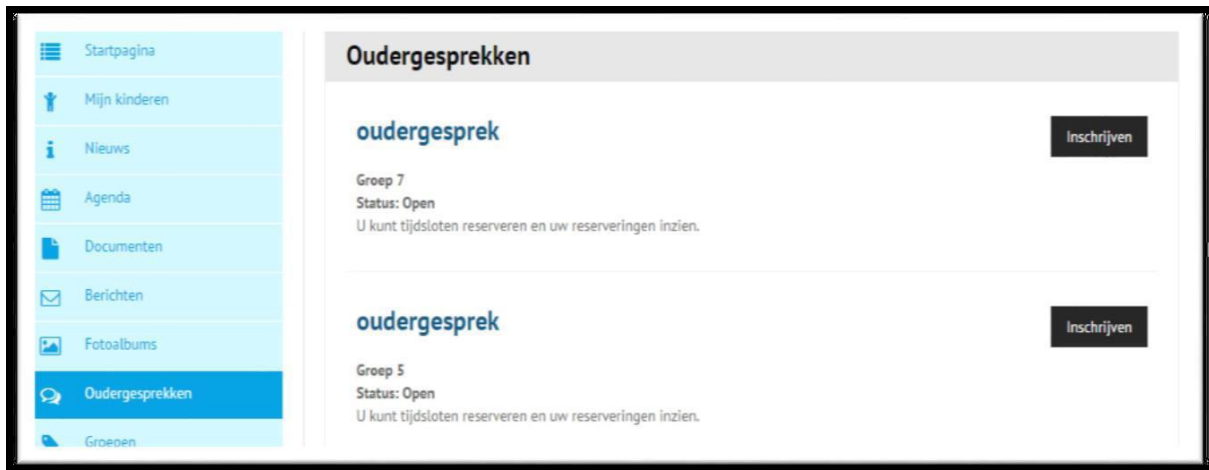 Startpagina
Mijn kinderen
Nieuws
Agenda
Documenten
Berichten
Fotoalbums
Oudergesprekken
Groepen
Oudergesprekken
oudergesprek
Inschrijven
Groep 7
Status: Open
U kunt tijdsloten reserveren en uw reserveringen inzien.
oudergesprek
Inschrijven
Groep 5
Status: Open
U kunt tijdsloten reserveren en uw reserveringen inzien.